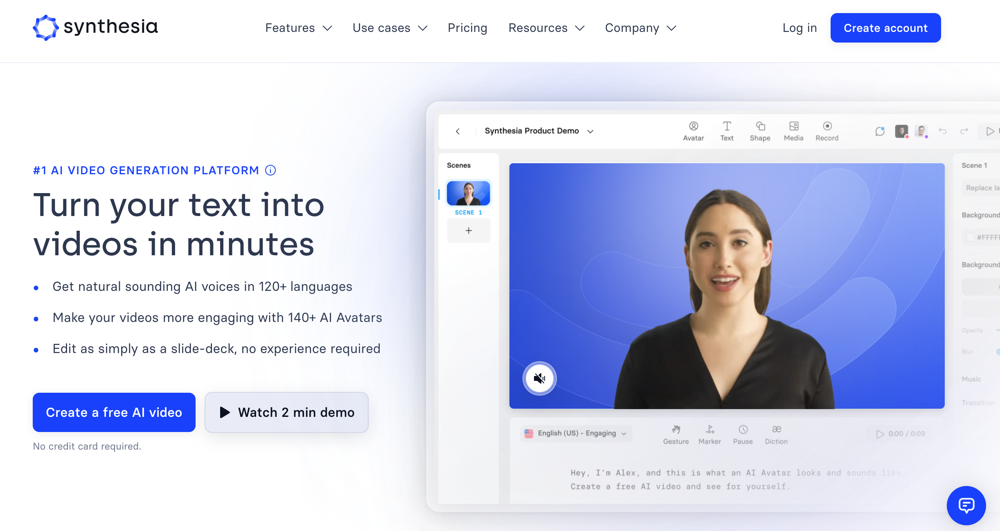 synthesia
Features
Use cases
Pricing
Resources
Company
Log in
Create account
#1 AI VIDEO GENERATION PLATFORM
Turn your text into
videos in minutes
Get natural sounding AI voices in 120+ languages
Make your videos more engaging with 140+ AI Avatars
Edit as simply as a slide-deck, no experience required
Create a free AI video
Watch 2 min demo
No credit card required.
Synthesia Product Demo
Avatar
Text
Shape
Media
Record
Scenes
SCENE 1
Scene 1
Replace la
Background
#FFFF
Background
Opacity
Blur
Music
Transition
English (US) - Engaging
Gesture
Marker
Pause
Diction
0:00 / 0:09
Hey, I'm Alex, and this is what an AI Avatar looks and sounds like.
Create a free AI video and see for yourself.